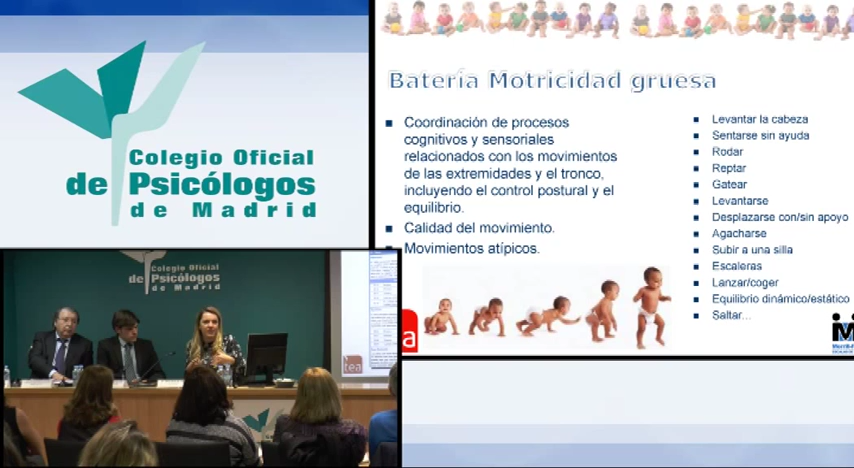 Colegio Oficial
de Psicólogos
de Madrid
Batería Motricidad gruesa
■ Coordinación de procesos
cognitivos y sensoriales
relacionados con los movimientos
de las extremidades y el tronco,
incluyendo el control postural y el
equilibrio.
■ Calidad del movimiento.
■ Movimientos atípicos.
■ Levantar la cabeza
■ Sentarse sin ayuda
■ Rodar
■ Reptar
■ Gatear
■ Levantarse
■ Desplazarse con/sin apoyo
■ Agacharse
■ Subir a una silla
■ Escaleras
■ Lanzar/coger
■ Equilibrio dinámico/estático
■ Saltar...
Colegio Oficial
de Psicólogos
de Madrid
tea
a